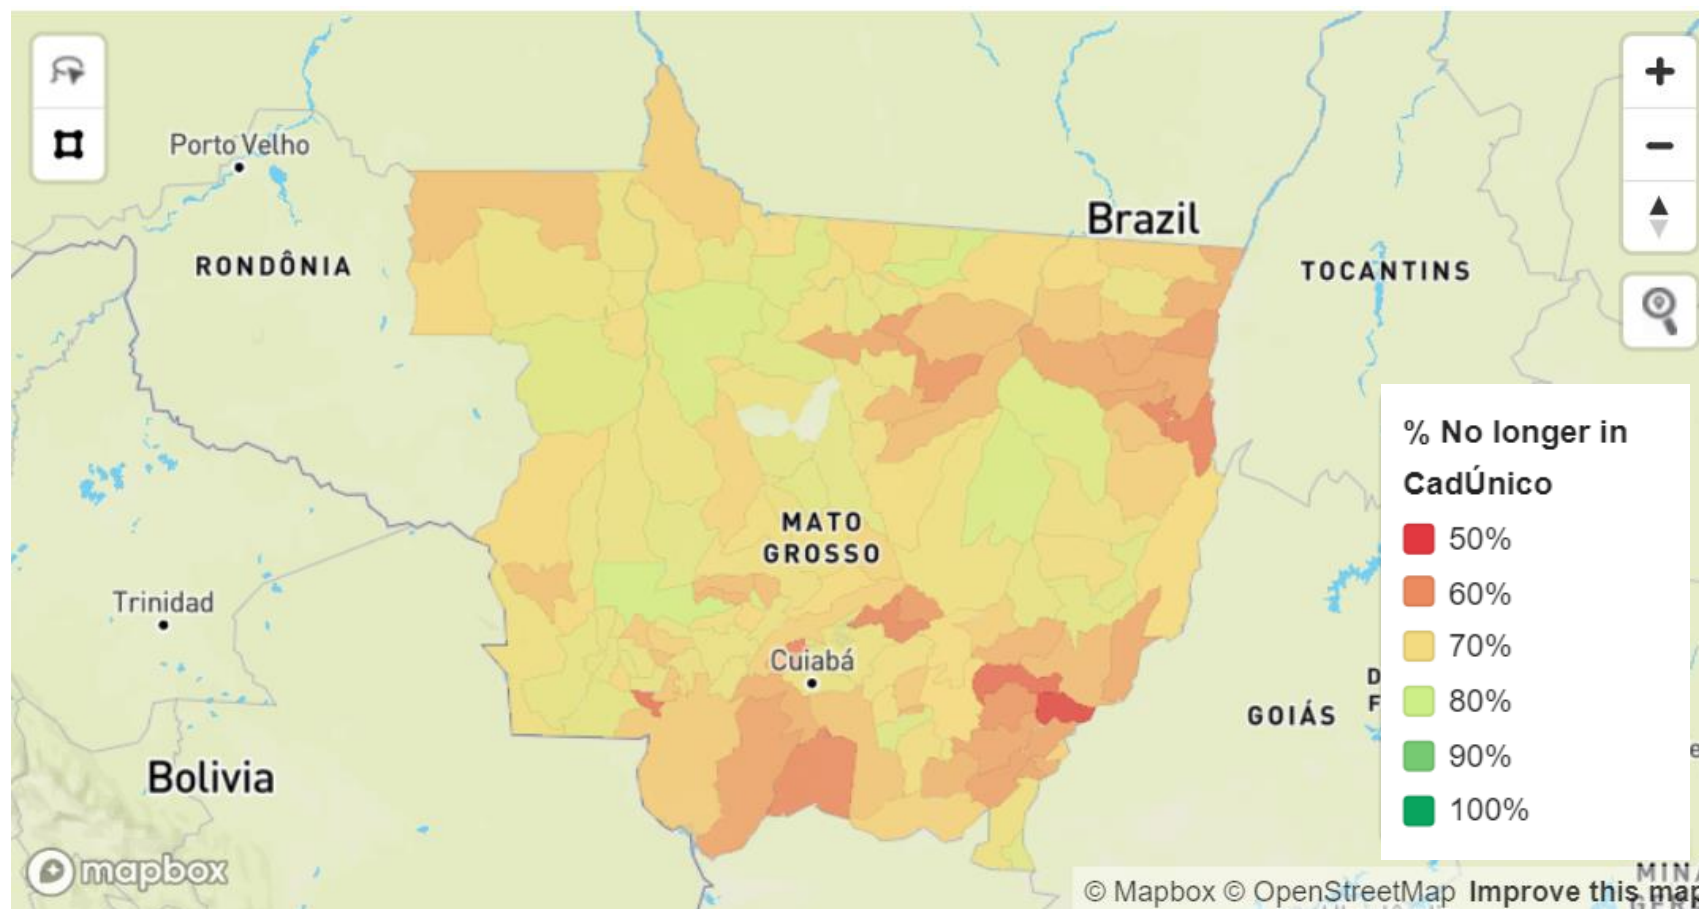 Porto Velho
Brazil
RONDÔNIA
TOCANTINS
% No longer in
CadÚnico
50%
60%
70%
80%
90%
100%
MATO
GROSSO
Trinidad
Cuiabá
GOIÁS
D
F
Bolivia
mapbox
© Mapbox © OpenStreetMap Improve this map
MIN